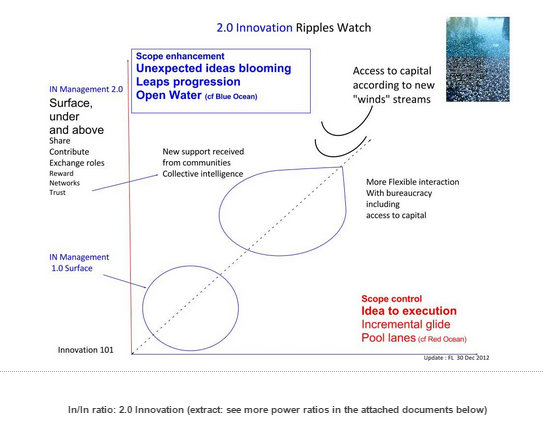 2.0 Innovation Ripples Watch
Scope enhancement
Unexpected ideas blooming
Leaps progression
Open Water (cf Blue Ocean)
Access to capital
according to new
"winds" streams
IN Management 2.0
Surface,
under
and above
Share
Contribute
Exchange roles
Reward
Networks
Trust
New support received
from communities
Collective intelligence
More Flexible interaction
With bureaucracy
including
access to capital
IN Management
1.0 Surface
Scope control
Idea to execution
Incremental glide
Pool lanes (cf Red Ocean)
Innovation 101
Update : FL 30 Dec 2012
In/In ratio: 2.0 Innovation (extract: see more power ratios in the attached documents below)